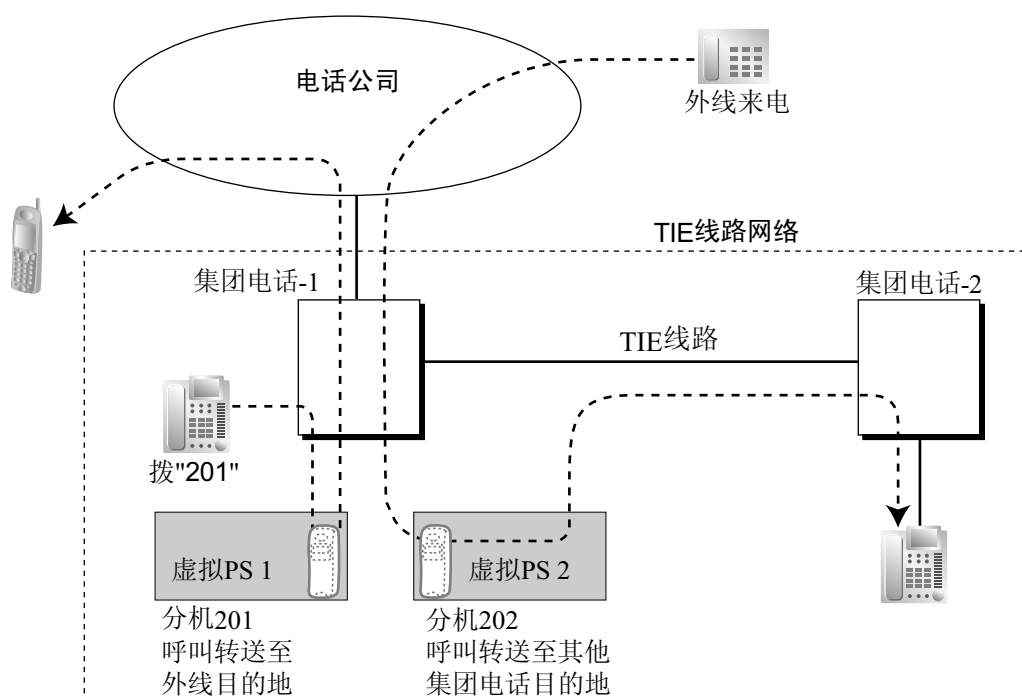 电话公司
外线来电
TIE线路网络
集团电话-1
集团电话-2
TIE线路
拨"201"
虚拟PS 1
虚拟PS 2
分机201
呼叫转送至
外线目的地
分机202
呼叫转送至其他
集团电话目的地